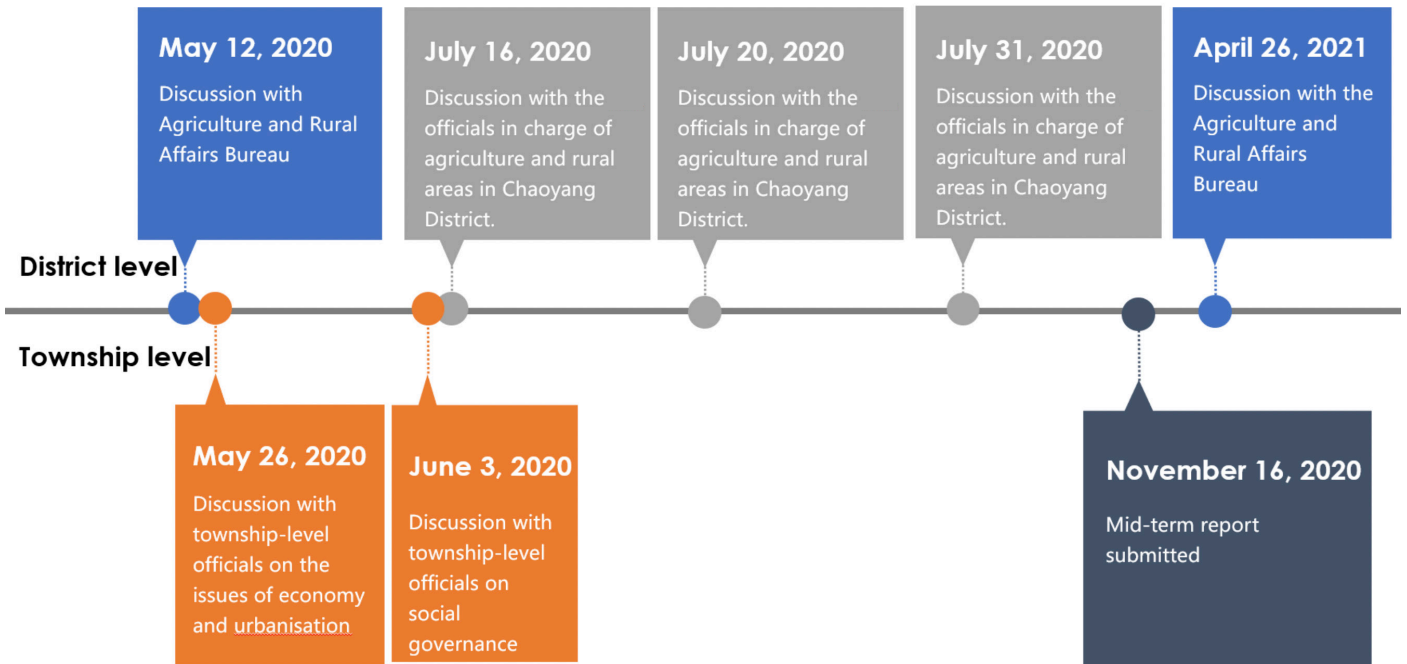 May 12, 2020
Discussion with
Agriculture and Rural
Affairs Bureau
July 16, 2020
Discussion with the
officials in charge of
agriculture and rural
areas in Chaoyang
District.
July 20, 2020
Discussion with the
officials in charge of
agriculture and rural
areas in Chaoyang
District.
July 31, 2020
Discussion with the
officials in charge of
agriculture and rural
areas in Chaoyang
District.
April 26, 2021
Discussion with the
Agriculture and
Rural Affairs
Bureau
District level
Township level
May 26, 2020
Discussion with
township-level
officials on the
issues of economy
and urbanisation
June 3, 2020
Discussion with
township-level
officials on
social
governance
November 16, 2020
Mid-term report
submitted